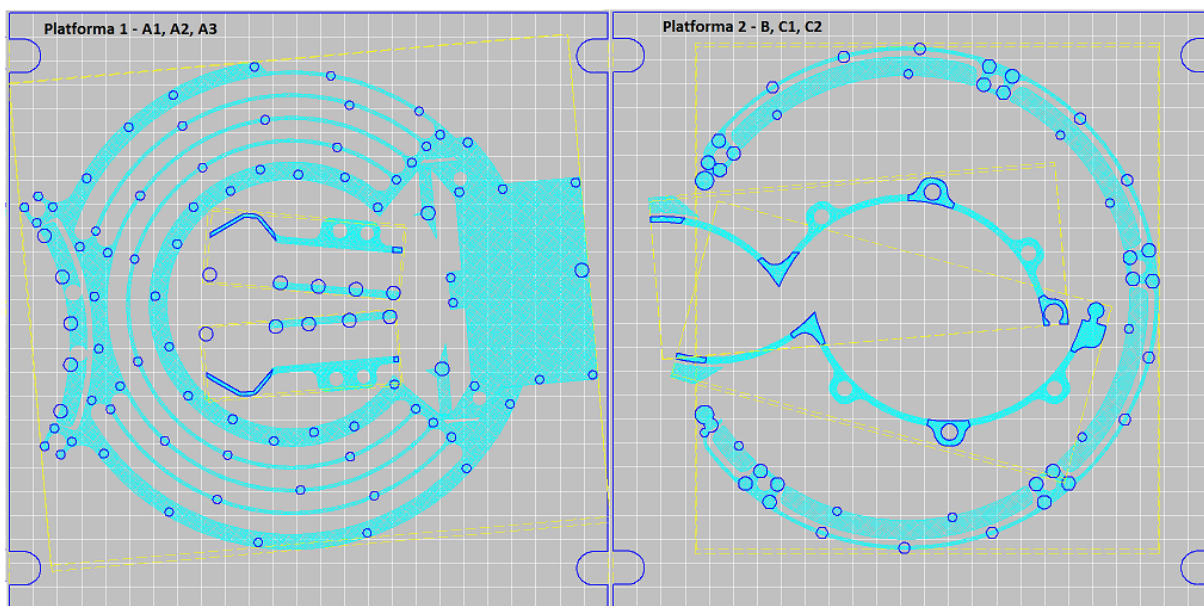 Platforma 1 - A1, A2, A3
Platforma 2 - B, C1, C2